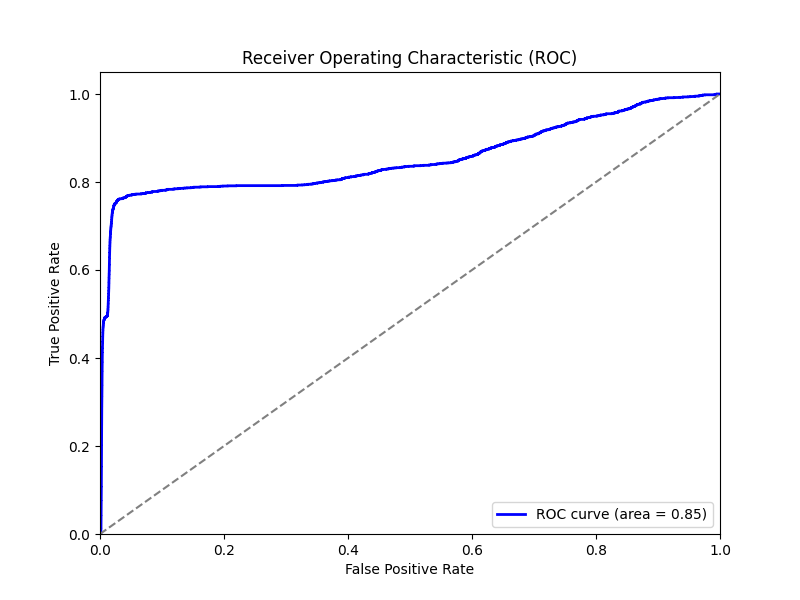 Receiver Operating Characteristic (ROC)
1.0
0.8
0.6
0.4
0.2
0.0
True Positive Rate
ROC curve (area = 0.85)
0.0 0.2 0.4 0.6 0.8 1.0
False Positive Rate